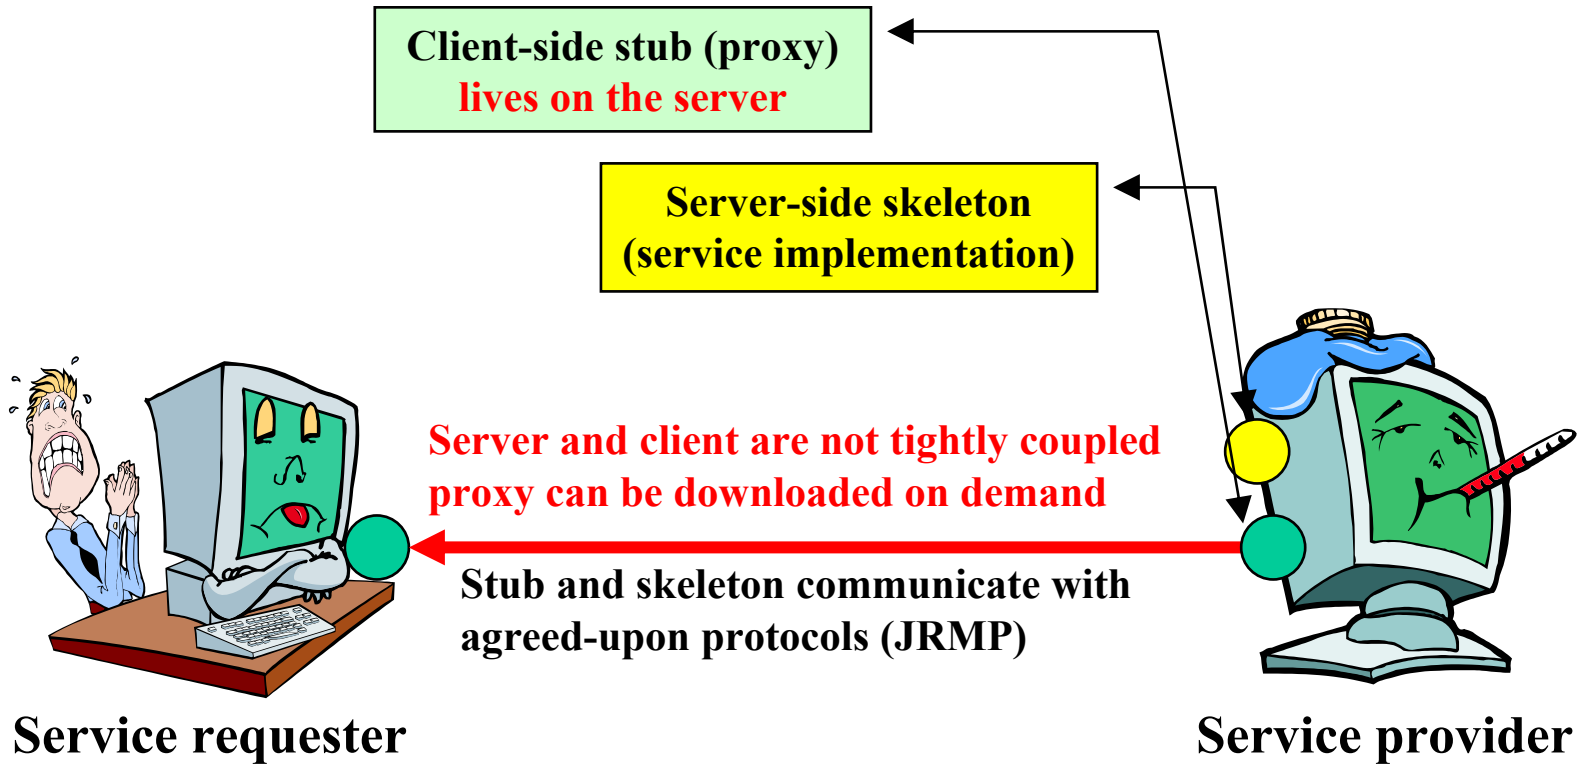 Client-side stub (proxy)
lives on the server
Server-side skeleton
(service implementation)
Server and client are not tightly coupled
proxy can be downloaded on demand
Stub and skeleton communicate with
agreed-upon protocols (JRMP)
Service requester
Service provider